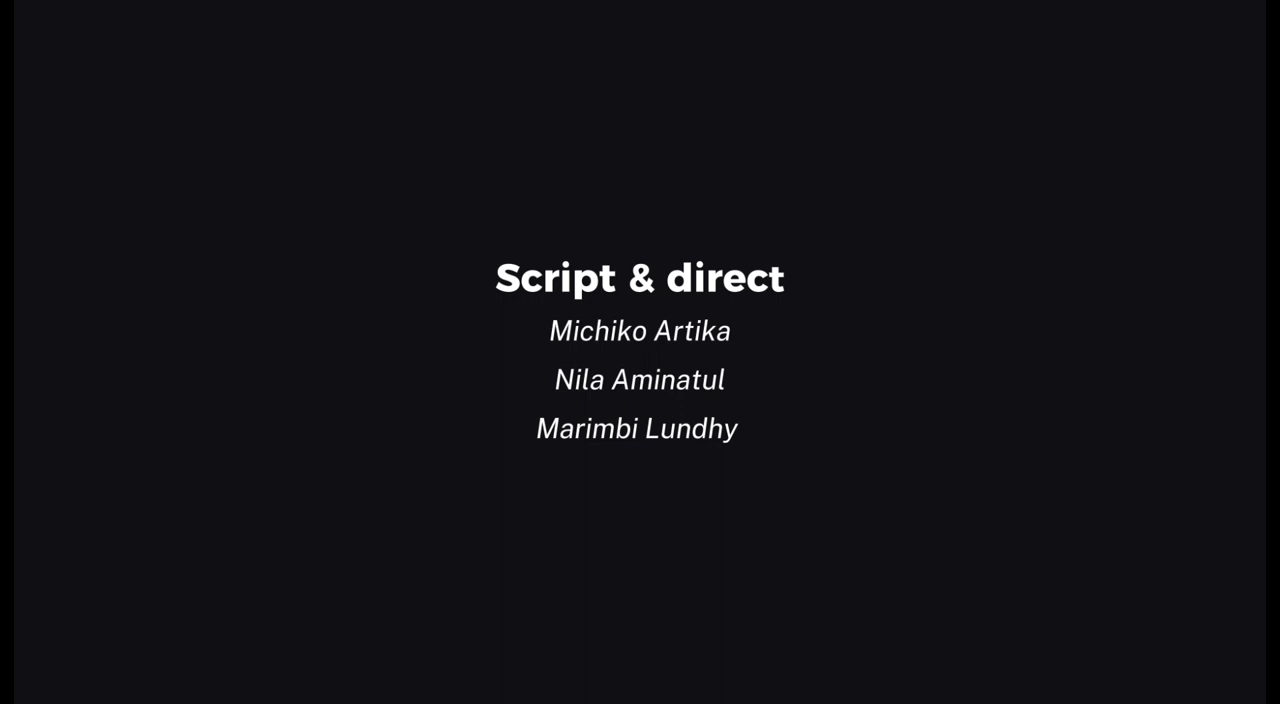 Script & direct
Michiko Artika
Nila Aminatul
Marimbi Lundhy